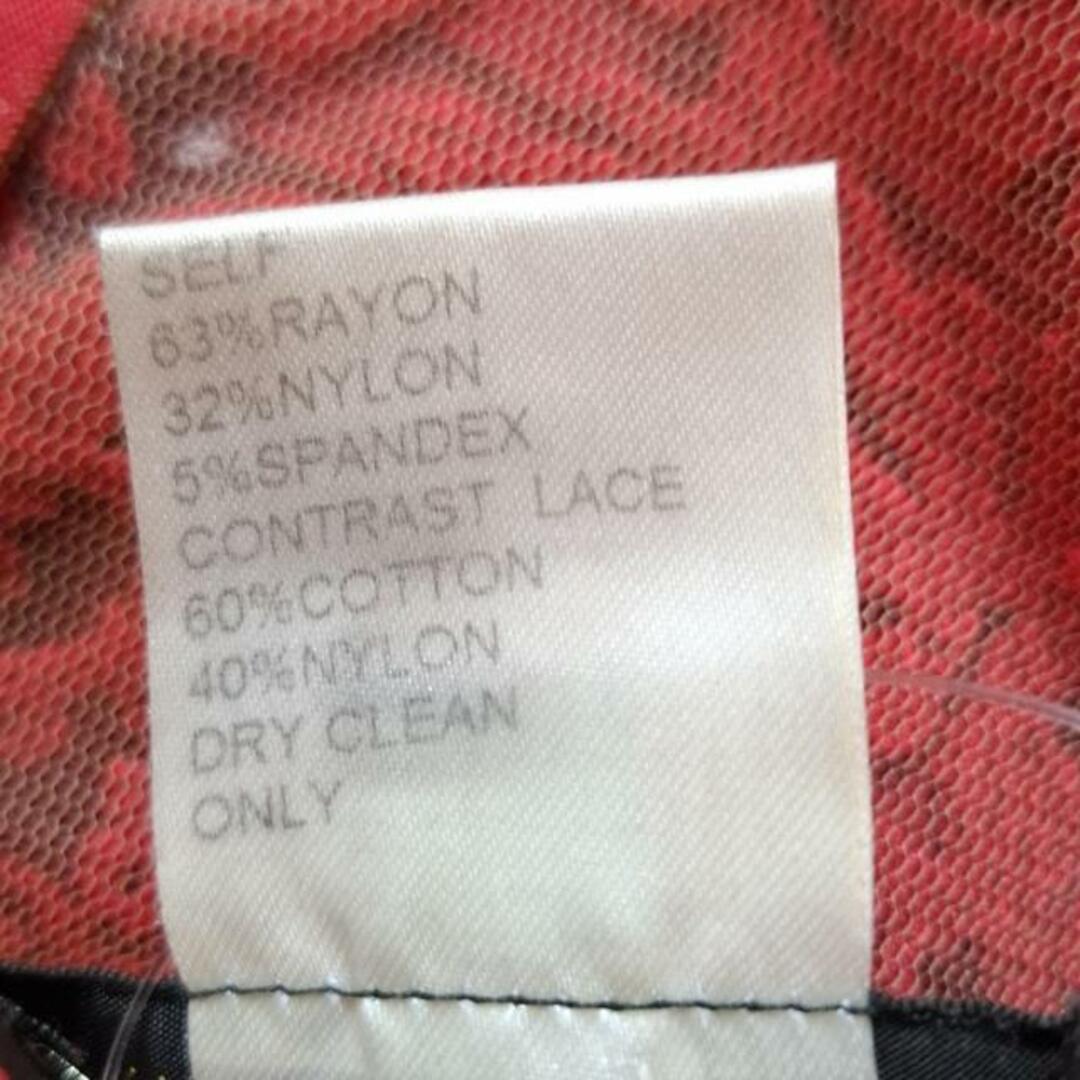 SELF
63%RAYON
32%NYLON
5%SPANDEX
CONTRAST LACE
60%COTTON
40%NYLON
DRY CLEAN
ONLY